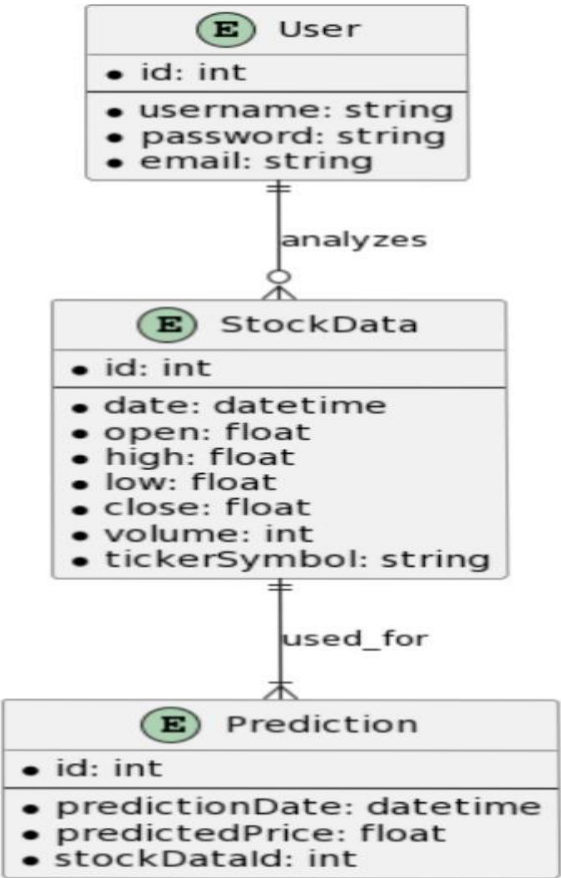 E User
id: int
username: string
password: string
email: string
analyzes
E StockData
id: int
date: datetime
open: float
high: float
low: float
close: float
volume: int
tickerSymbol: string
used_for
E Prediction
id: int
predictionDate: datetime
predictedPrice: float
stockDataId: int